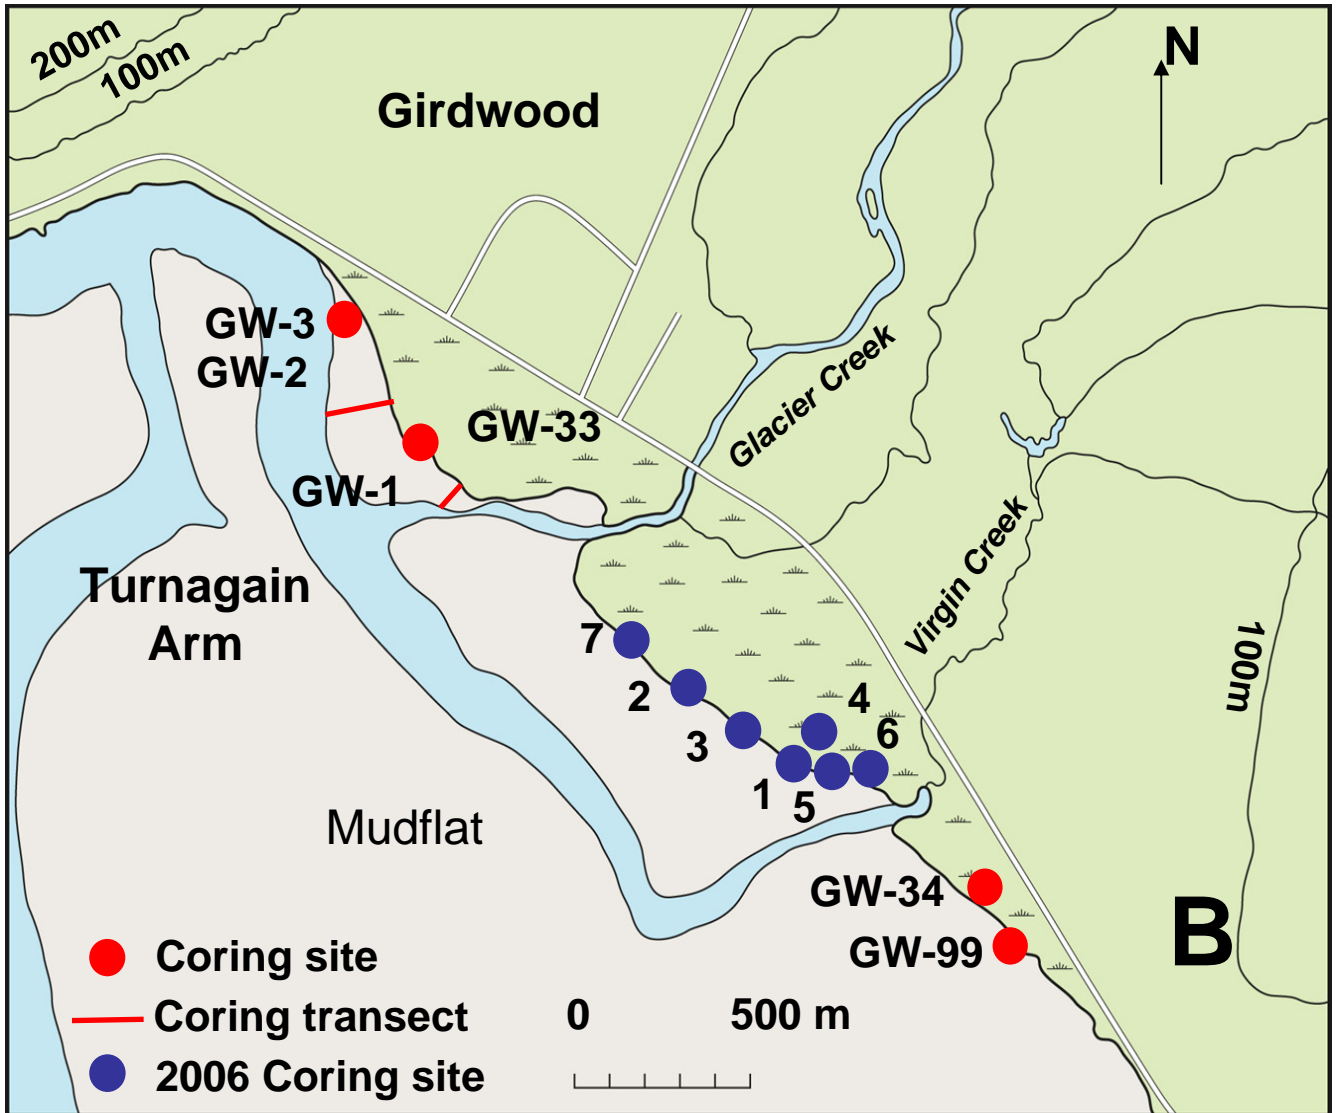 200m
100m
N
Girdwood
GW-3
GW-2
GW-33
Glacier Creek
GW-1
Virgin Creek
Turnagain
Arm
7
2
4
3
6
1
5
100m
Mudflat
GW-34
B
GW-99
Coring site
Coring transect
0
500 m
2006 Coring site